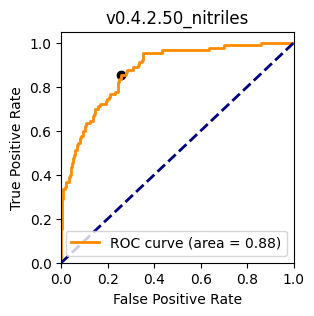 v0.4.2.50_nitriles
1.0
0.8
0.6
0.4
0.2
0.0
True Positive Rate
ROC curve (area = 0.88)
0.0 0.2 0.4 0.6 0.8 1.0
False Positive Rate